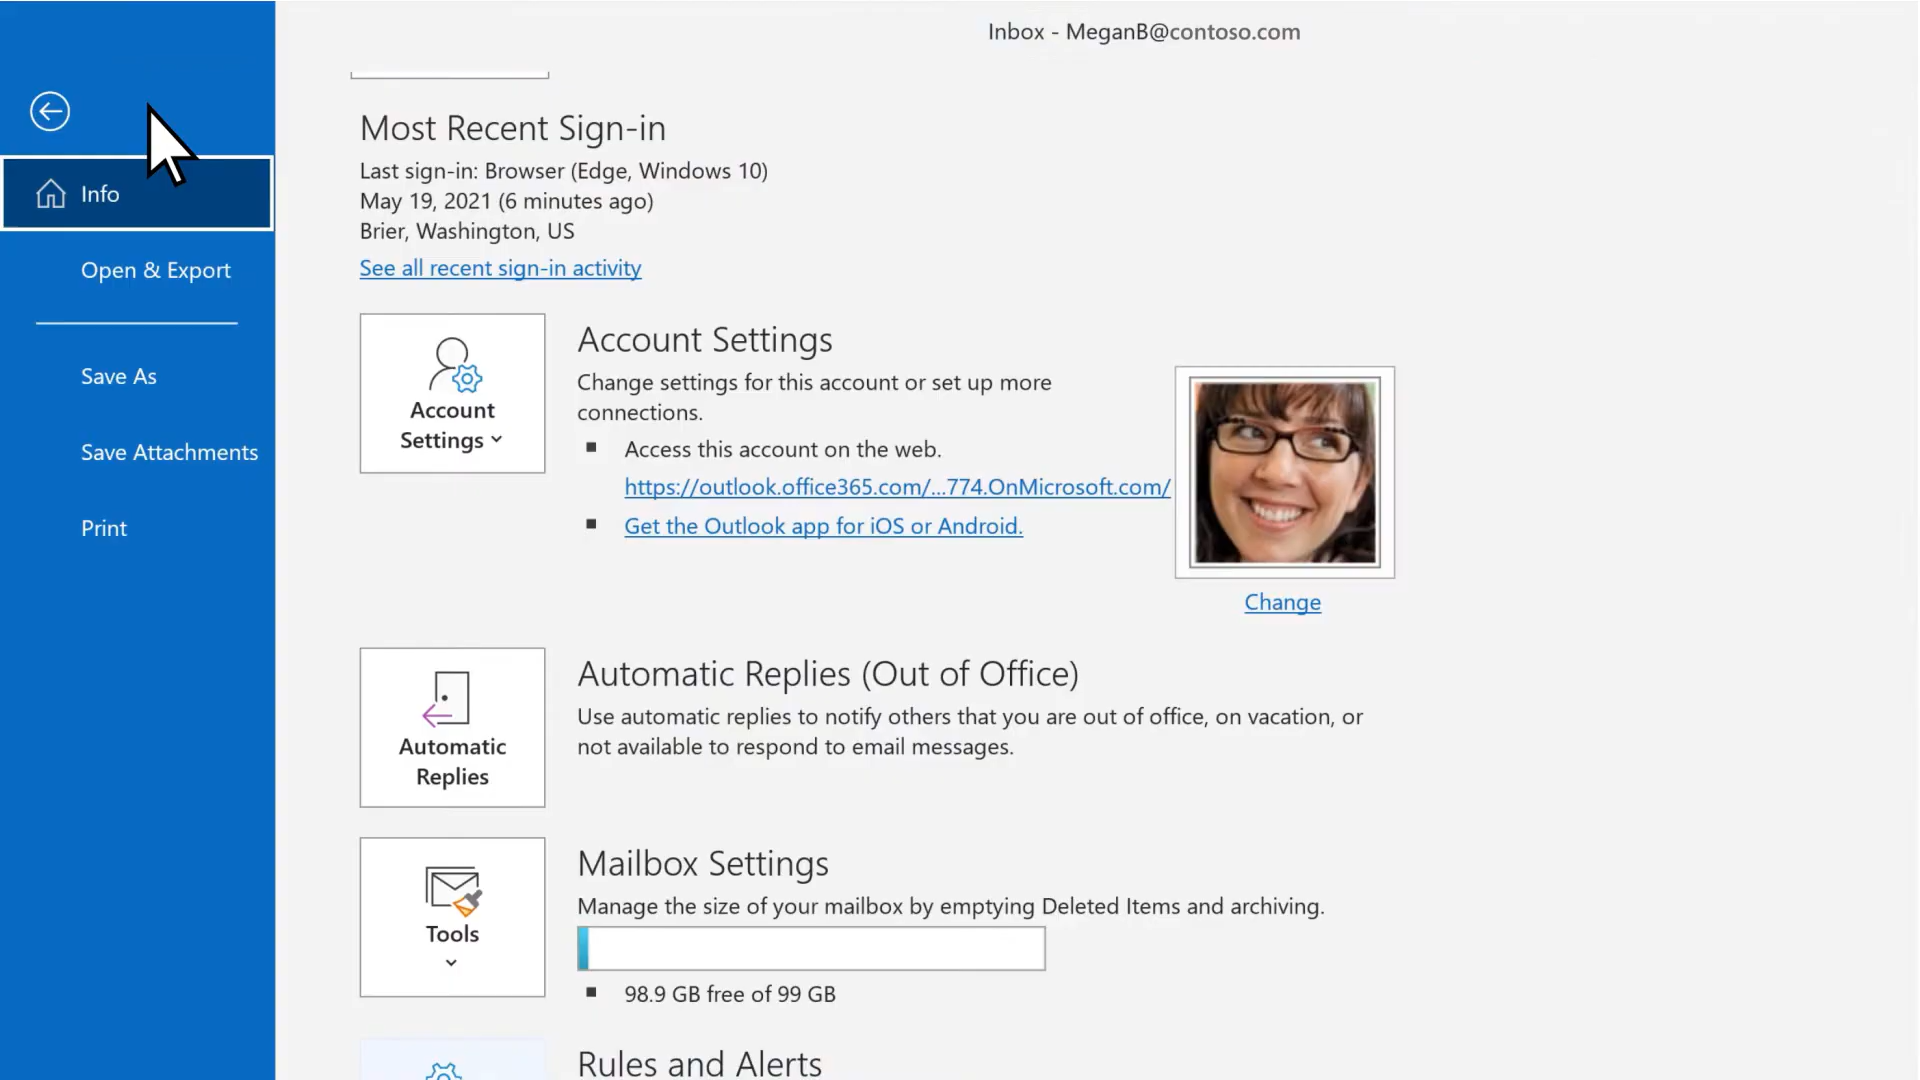 Inbox - MeganB@contoso.com
Info
Open & Export
Save As
Save Attachments
Print
Most Recent Sign-in
Last sign-in: Browser (Edge, Windows 10)
May 19, 2021 (6 minutes ago)
Brier, Washington, US
See all recent sign-in activity
Account
Settings
Account Settings
Change settings for this account or set up more
connections.
Access this account on the web.
https://outlook.office365.com/...774.OnMicrosoft.com/
Get the Outlook app for iOS or Android.
Change
Automatic
Replies
Automatic Replies (Out of Office)
Use automatic replies to notify others that you are out of office, on vacation, or
not available to respond to email messages.
Tools
Mailbox Settings
Manage the size of your mailbox by emptying Deleted Items and archiving.
98.9 GB free of 99 GB
Rules and Alerts